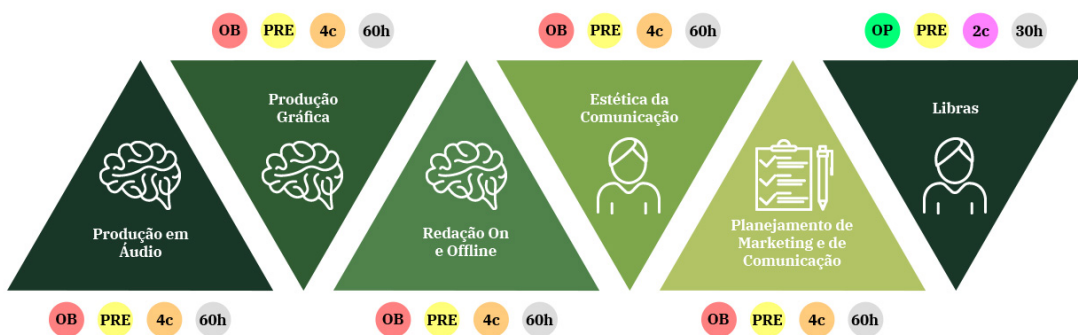 OB PRE 4c 60h
OB PRE 4c 60h
OP PRE 2c 30h
Produção
Gráfica
Estética da
Comunicação
Libras
Produção em
Áudio
Redação On
e Offline
Planejamento de
Marketing e de
Comunicação
OB PRE 4c 60h
OB PRE 4c 60h
OB PRE 4c 60h